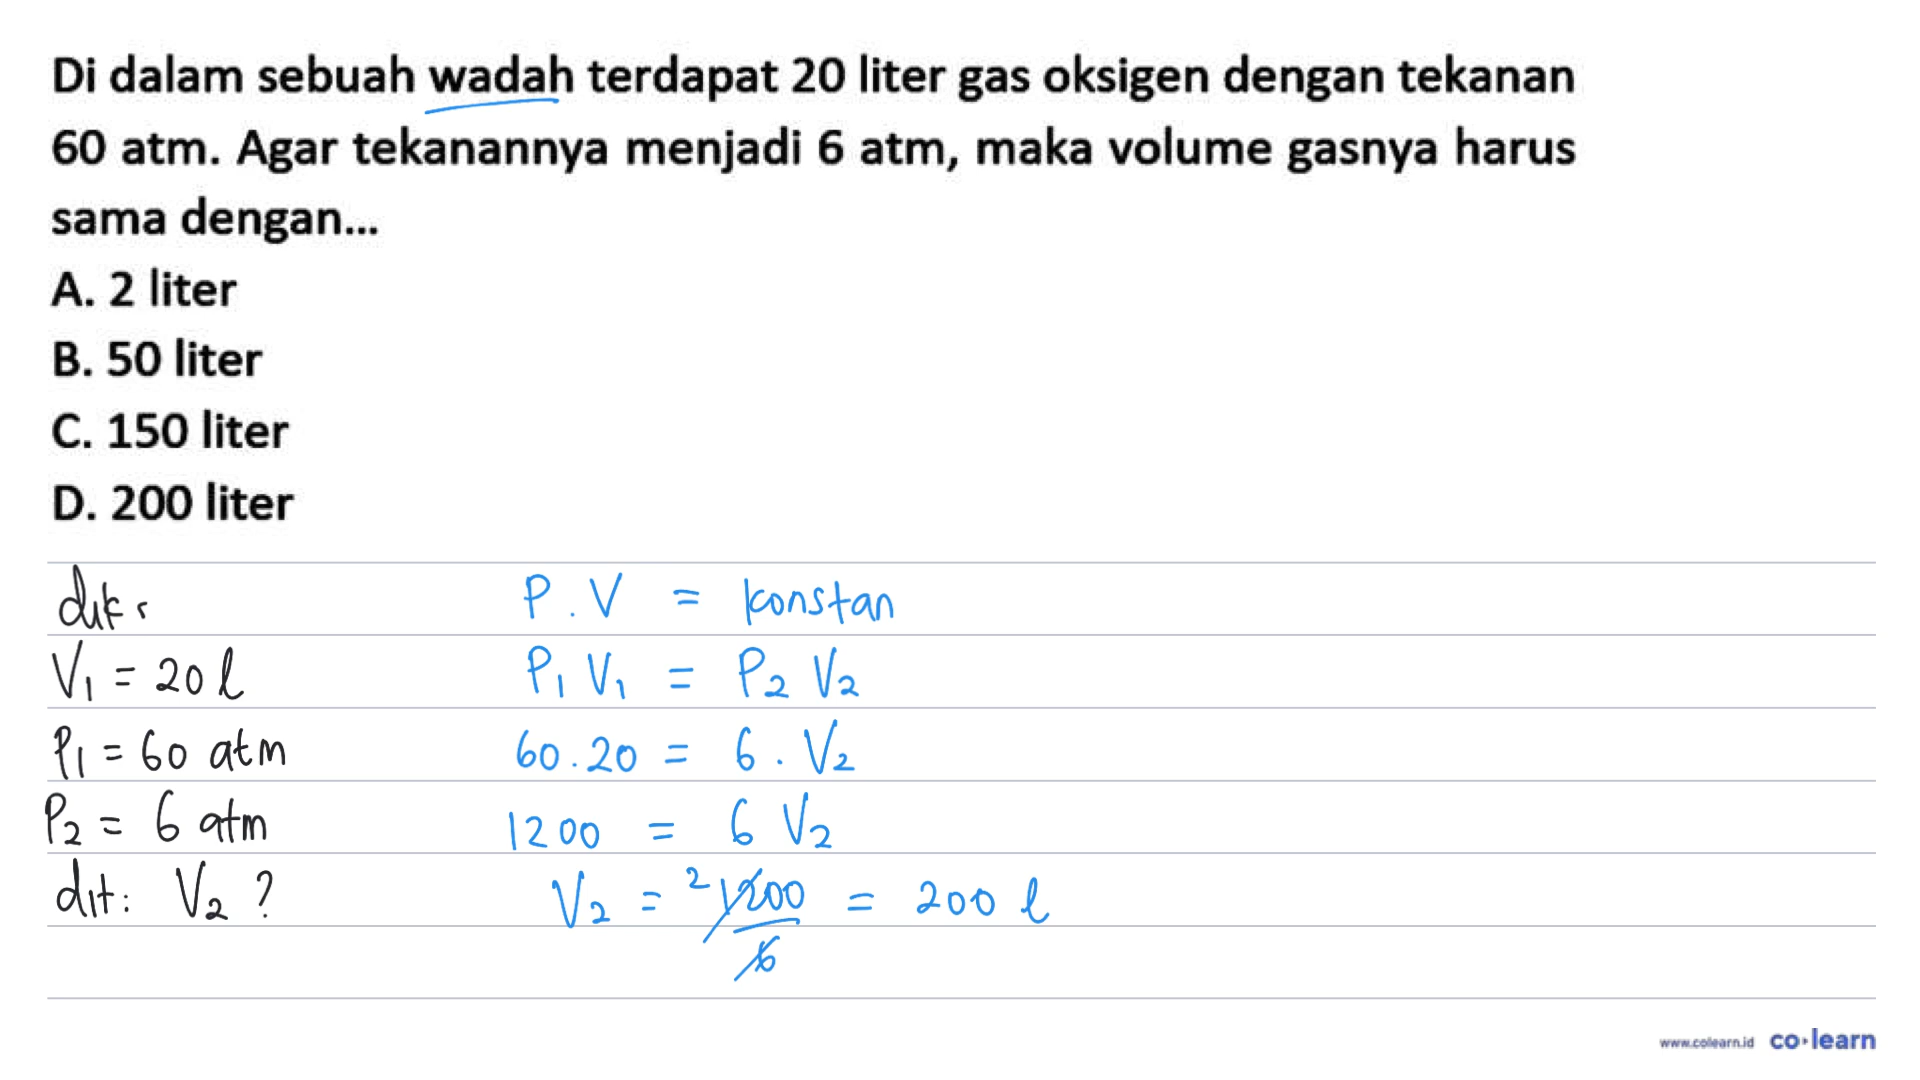 Di dalam sebuah wadah terdapat 20 liter gas oksigen dengan tekanan
60 atm. Agar tekanannya menjadi 6 atm, maka volume gasnya harus
sama dengan...
A. 2 liter
B. 50 liter
C. 150 liter
D. 200 liter
dik:
V₁ = 20 l
P₁ = 60 atm
P₂ = 6 atm
dit: V₂ ?
P . V = konstan
P₁ V₁ = P₂ V₂
60 . 20 = 6 . V₂
1200 = 6 V₂
V₂ = ² 1200 / 6 = 200 l
www.colearn.id co·learn